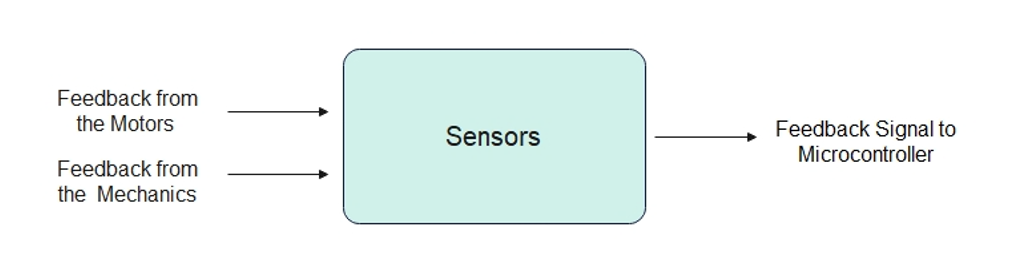 Feedback from
the Motors
Feedback from
the Mechanics
Sensors
Feedback Signal to
Microcontroller